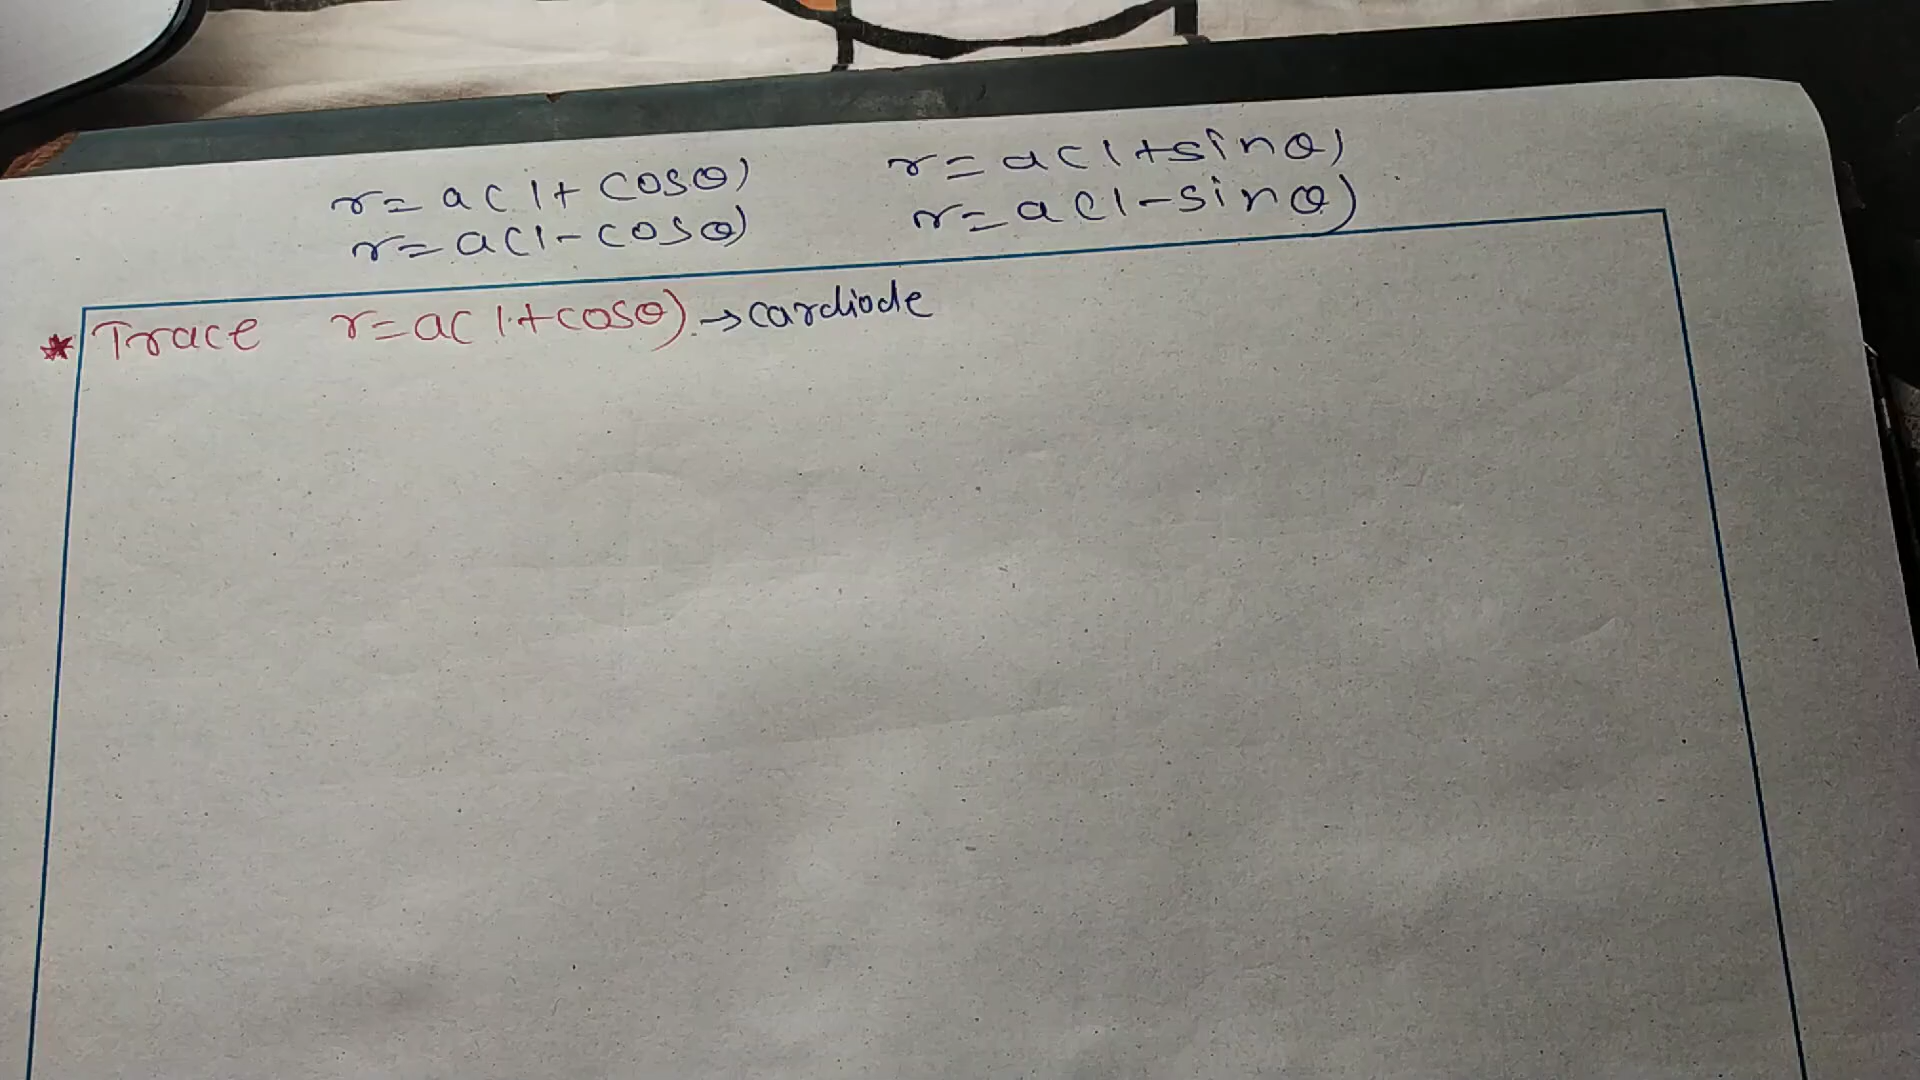 r = a(1 + cosθ)
r = a(1 - cosθ)
r = a(1 + sinθ)
r = a(1 - sinθ)
* Trace r = a(1 + cosθ). → cardiode